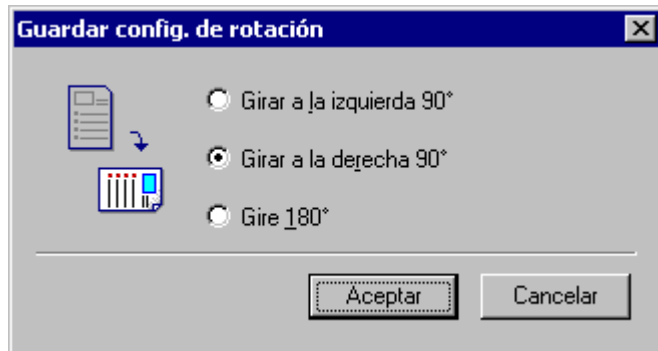 Guardar config. de rotación
Girar a la izquierda 90°
Girar a la derecha 90°
Gire 180°
Aceptar Cancelar